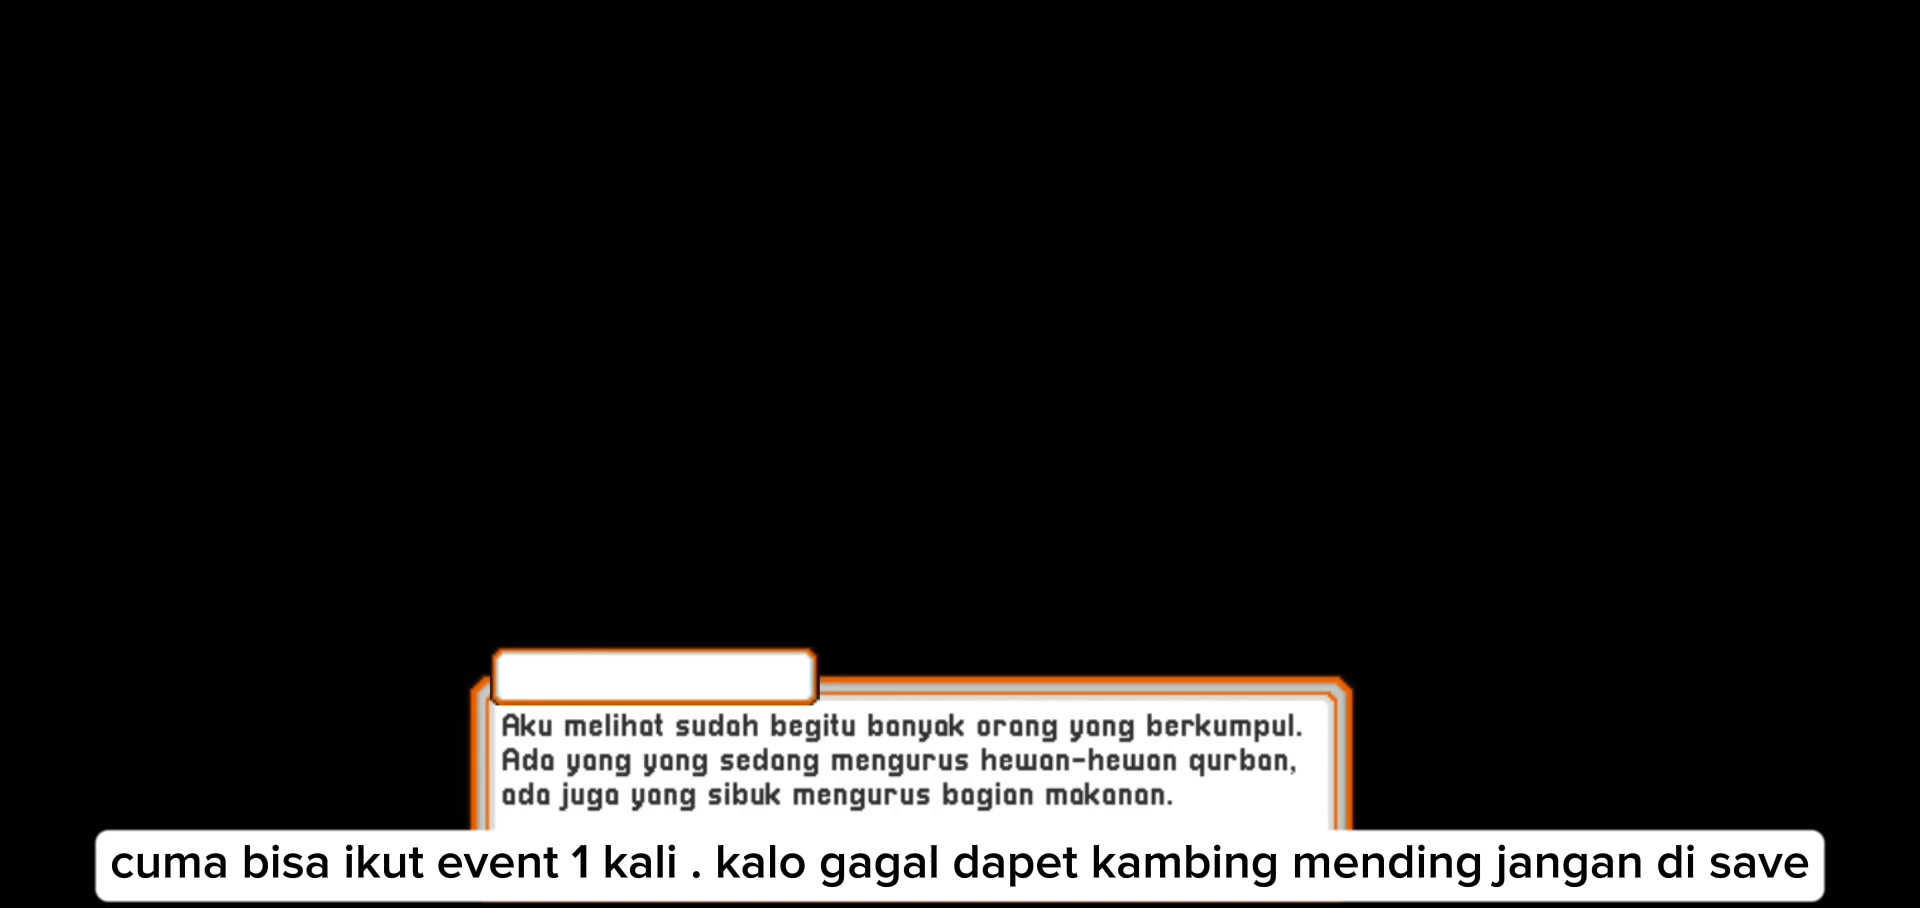 Aku melihat sudah begitu banyak orang yang berkumpul.
Ada yang yang sedang mengurus hewan-hewan qurban,
ada juga yang sibuk mengurus bagian makanan.
cuma bisa ikut event 1 kali . kalo gagal dapet kambing mending jangan di save